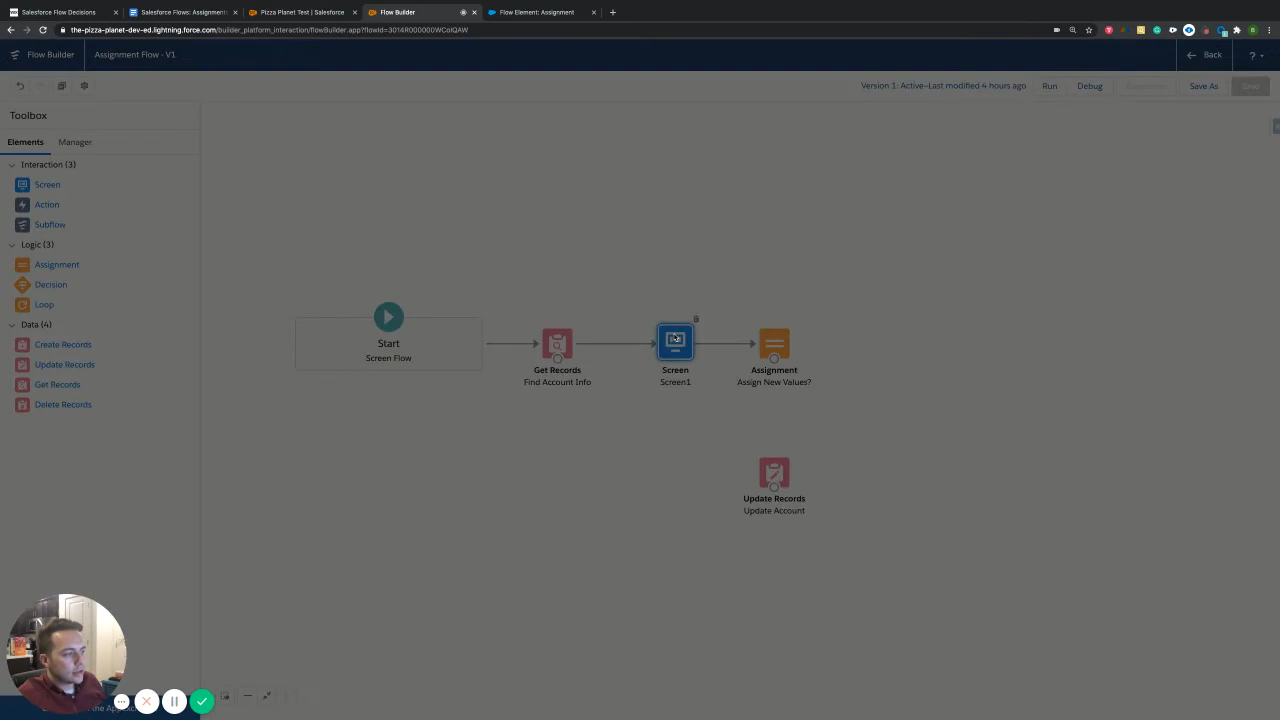 Salesforce Flow Decisions
Salesforce Flows: Assignment
Pizza Planet Test | Salesforce
Flow Builder
Flow Element: Assignment
the-pizza-planet-dev-ed.lightning.force.com/builder_platform_interaction/flowBuilder.app?flowId=3014R000000WColQAW
Flow Builder
Assignment Flow - V1
Back
?
Version 1: Active–Last modified 4 hours ago
Run
Debug
Save As
Save
Toolbox
Elements
Manager
Interaction (3)
Screen
Action
Subflow
Logic (3)
Assignment
Decision
Loop
Data (4)
Create Records
Update Records
Get Records
Delete Records
Start
Screen Flow
Get Records
Find Account Info
Screen
Screen1
Assignment
Assign New Values?
Update Records
Update Account